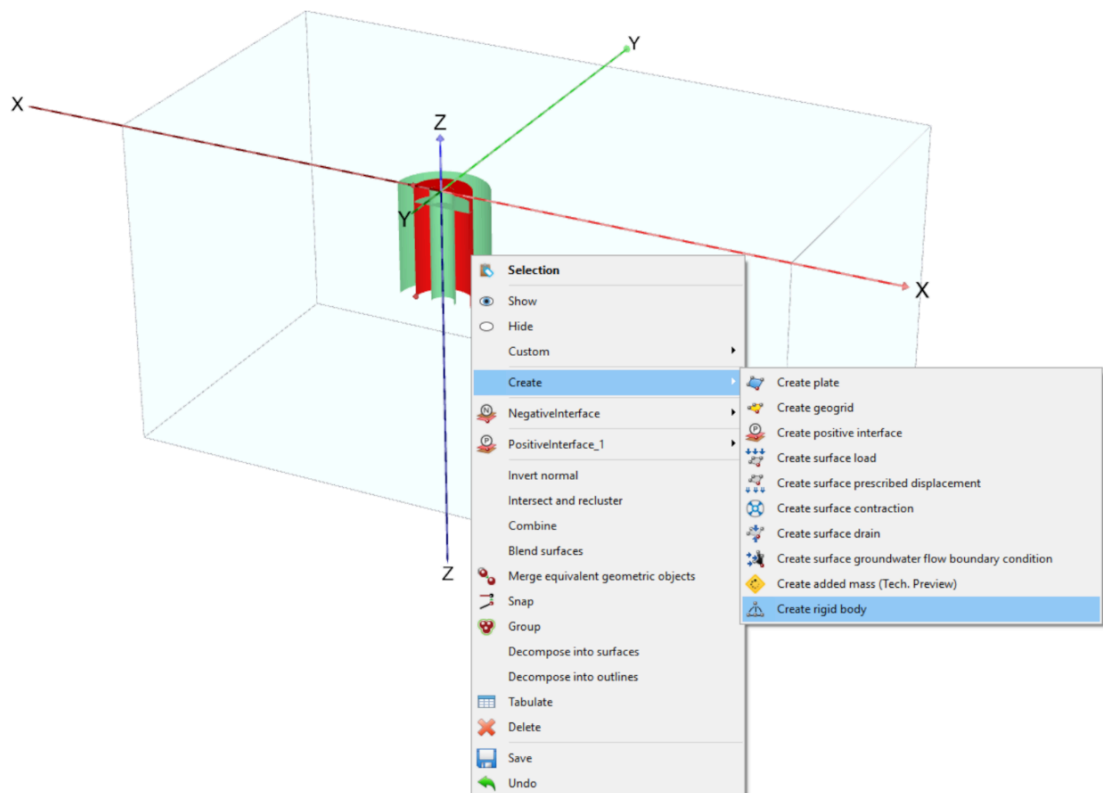 Y
X
Z
Y
X
Z
Selection
Show
Hide
Custom
Create
NegativeInterface
PositiveInterface_1
Invert normal
Intersect and recluster
Combine
Blend surfaces
Merge equivalent geometric objects
Snap
Group
Decompose into surfaces
Decompose into outlines
Tabulate
Delete
Save
Undo
Create plate
Create geogrid
Create positive interface
Create surface load
Create surface prescribed displacement
Create surface contraction
Create surface drain
Create surface groundwater flow boundary condition
Create added mass (Tech. Preview)
Create rigid body